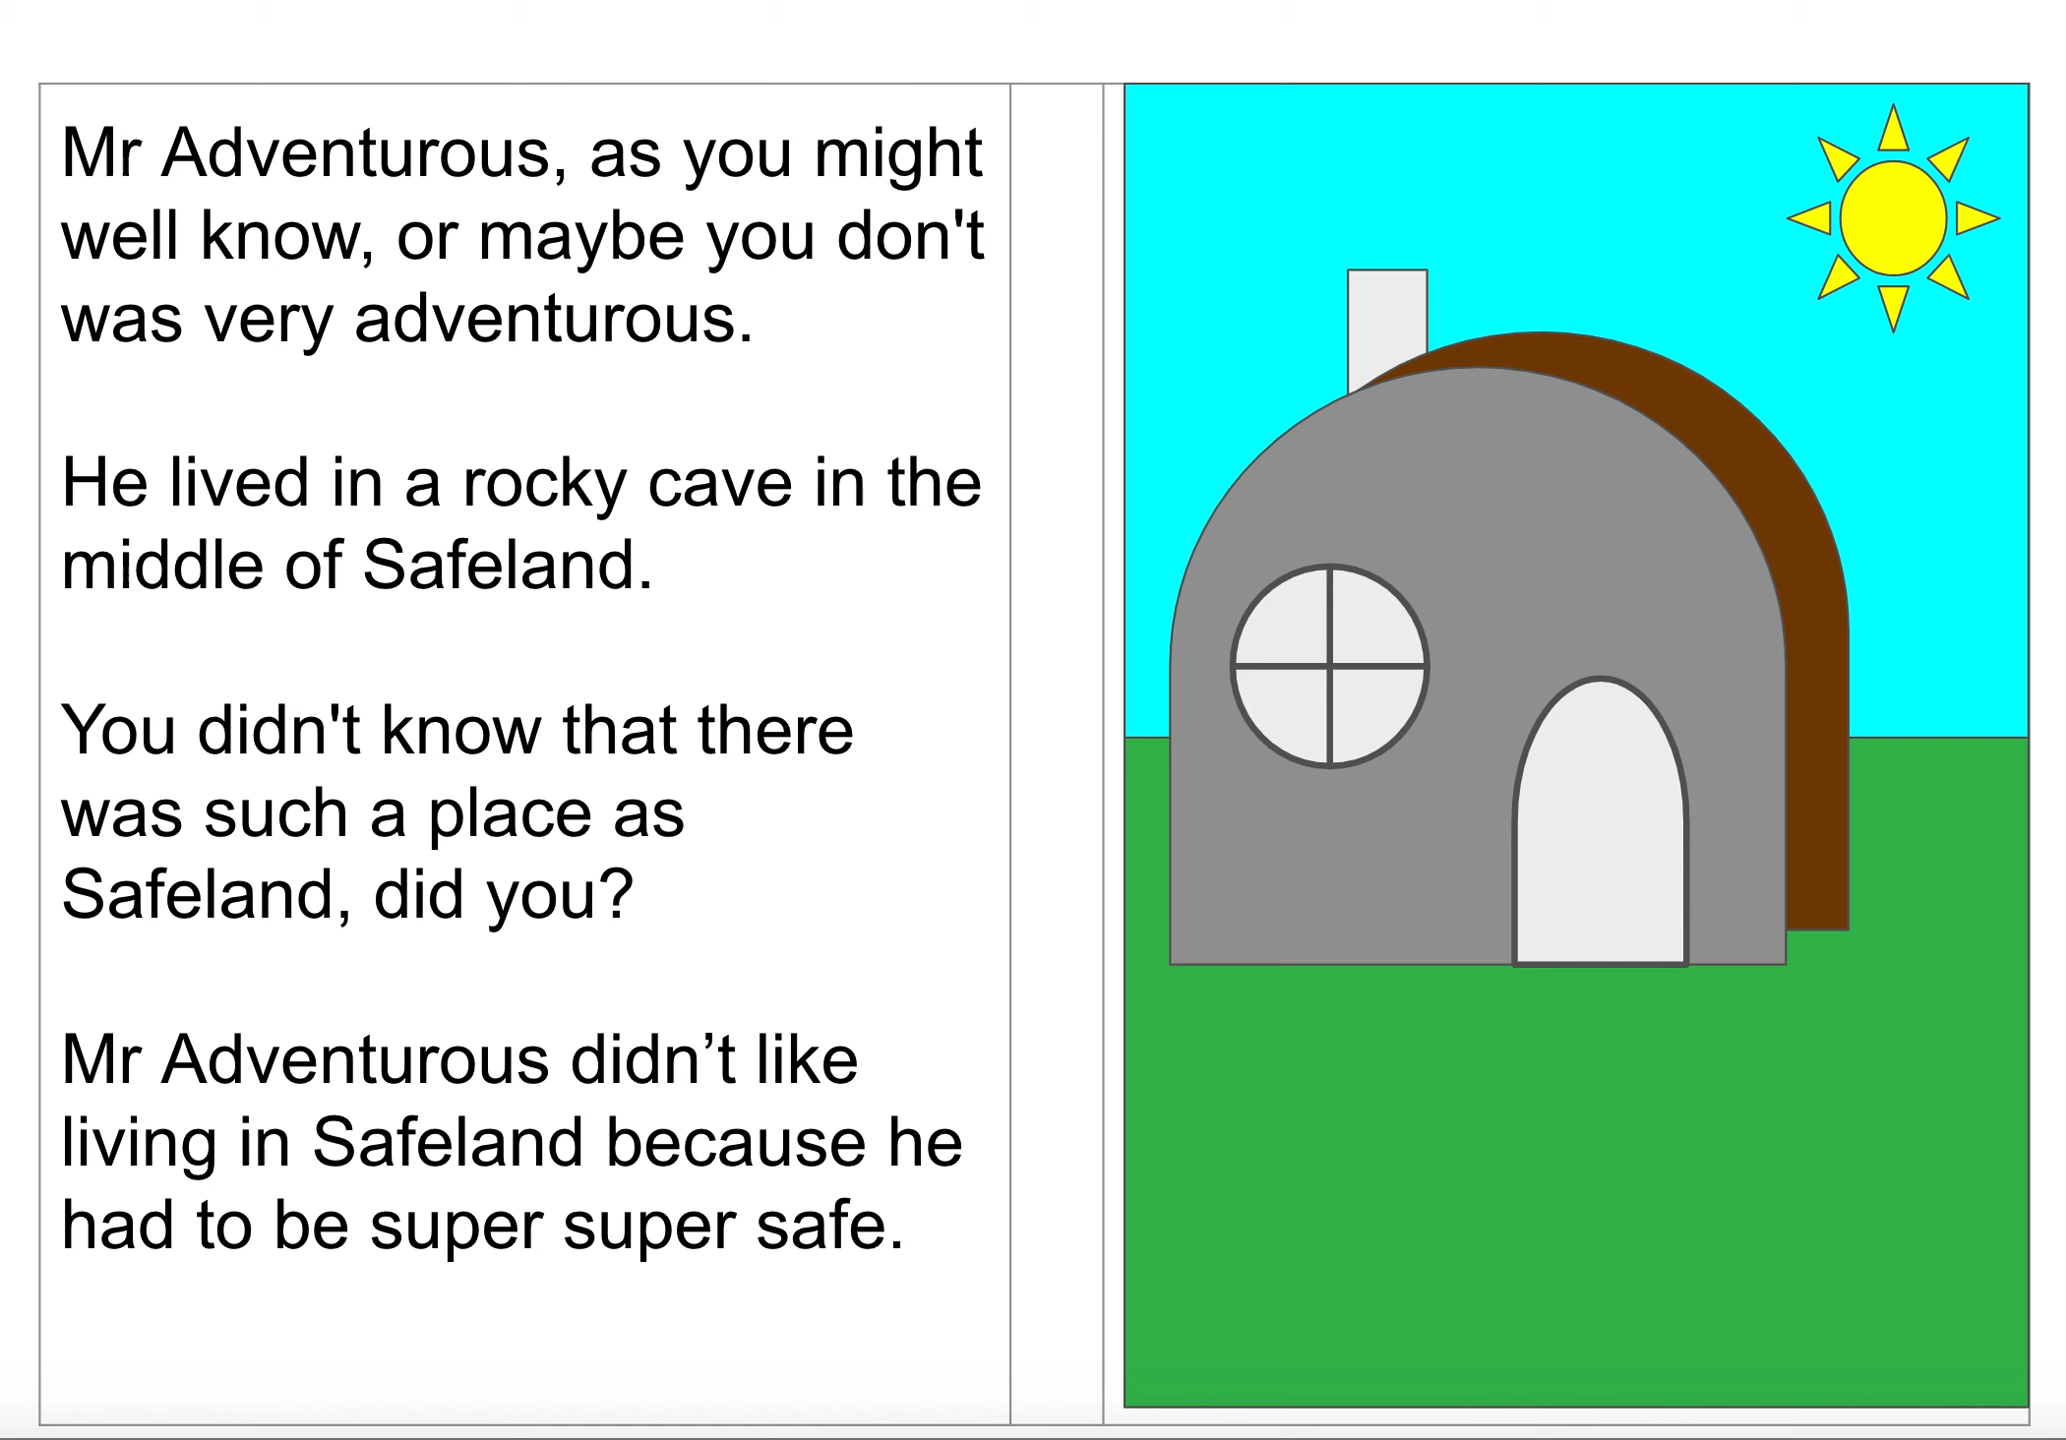 Mr Adventurous, as you might
well know, or maybe you don't
was very adventurous.
He lived in a rocky cave in the
middle of Safeland.
You didn't know that there
was such a place as
Safeland, did you?
Mr Adventurous didn’t like
living in Safeland because he
had to be super super safe.